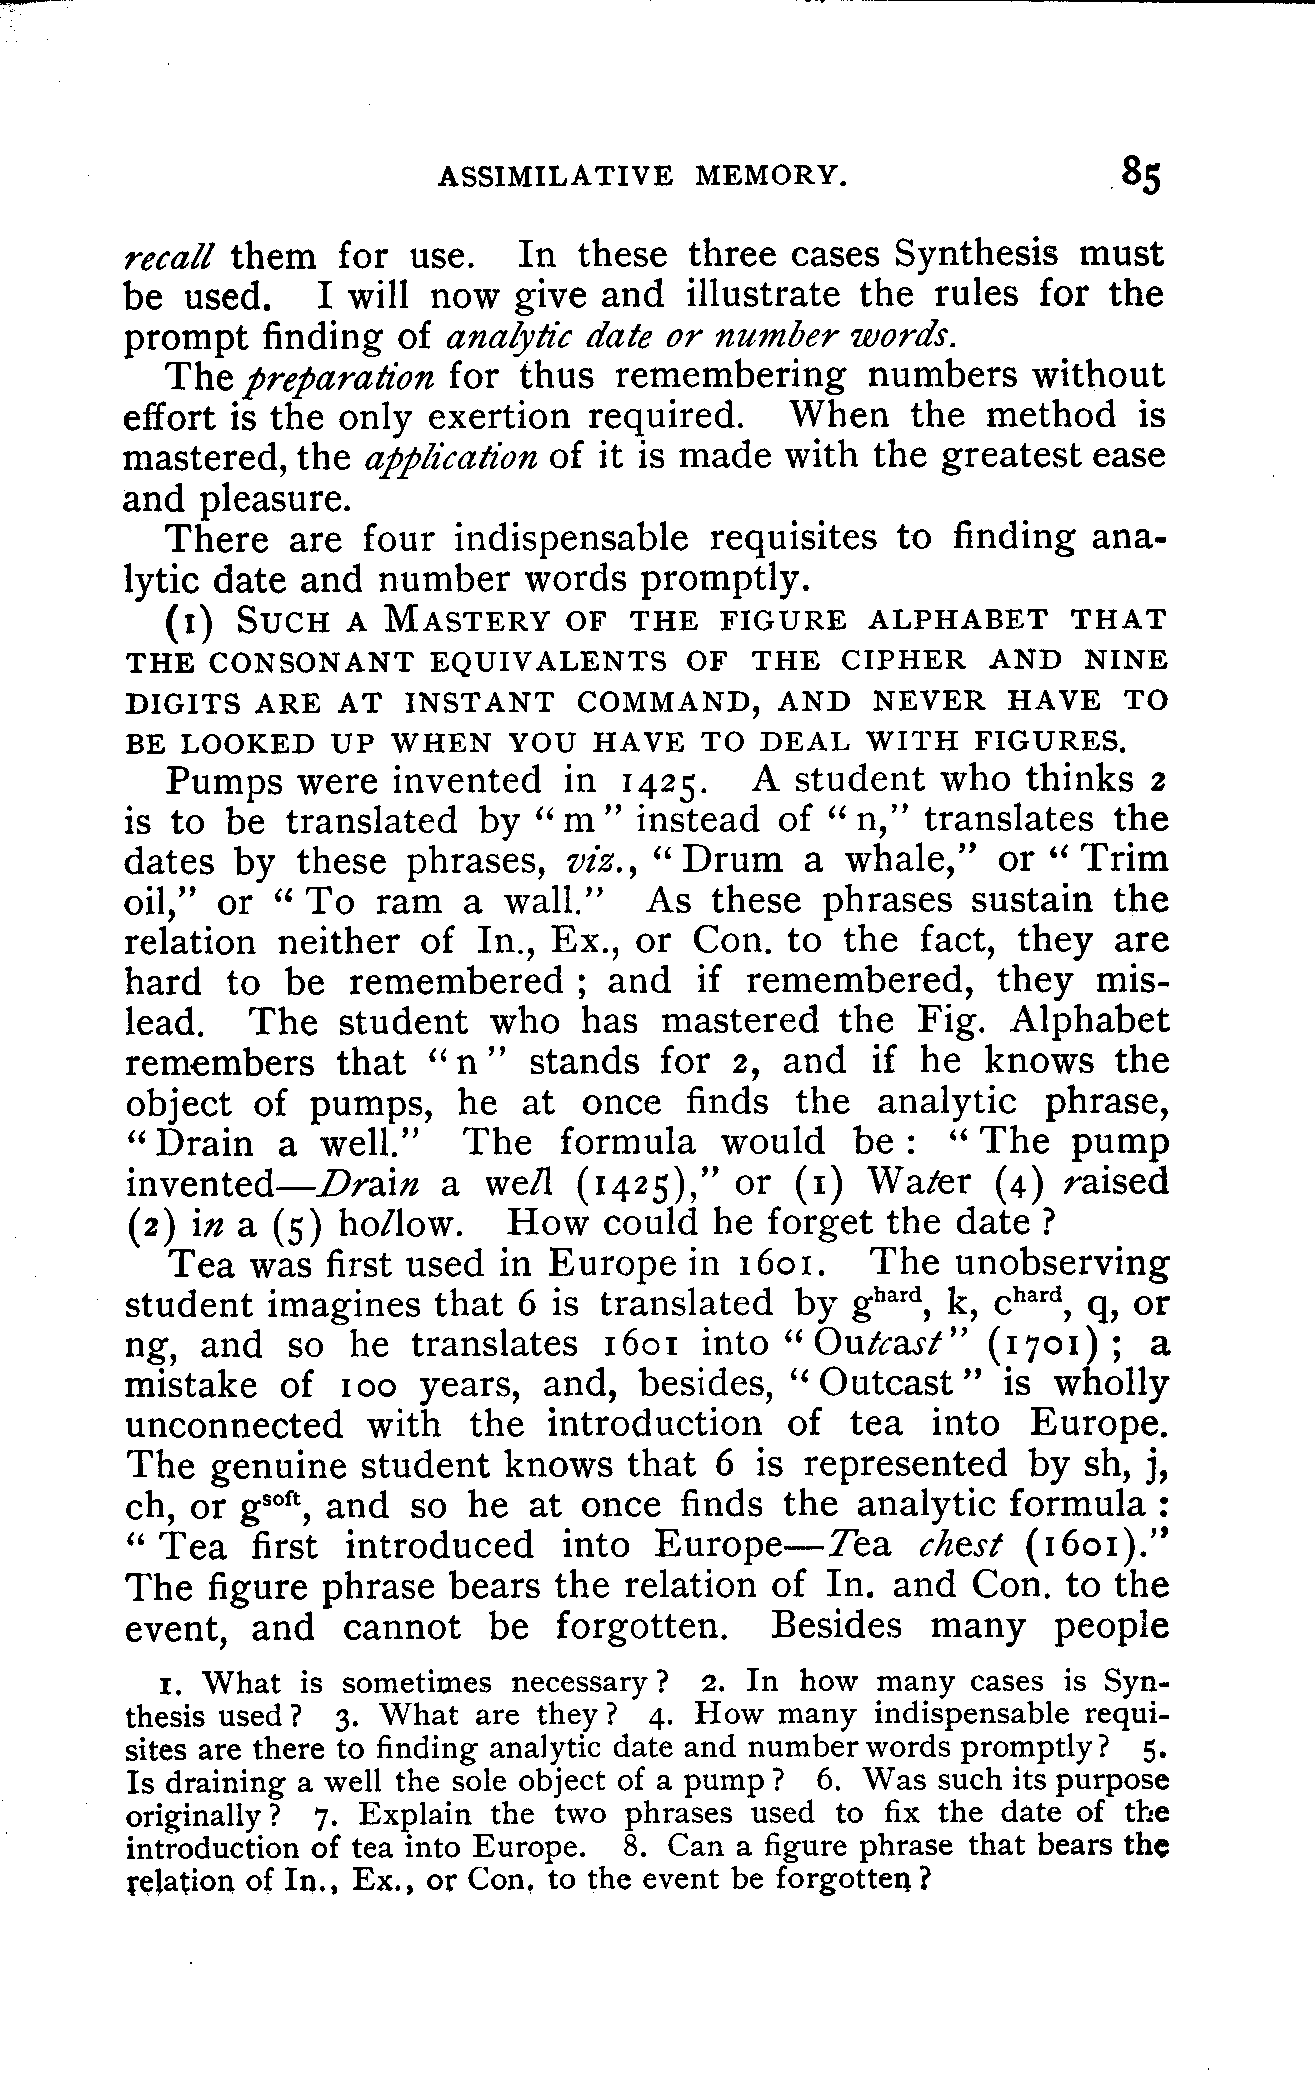 ASSIMILATIVE MEMORY. 85
recall them for use. In these three cases Synthesis must
be used. I will now give and illustrate the rules for the
prompt finding of analytic date or number words.
The preparation for thus remembering numbers without
effort is the only exertion required. When the method is
mastered, the application of it is made with the greatest ease
and pleasure.
There are four indispensable requisites to finding ana-
lytic date and number words promptly.
(1) SUCH A MASTERY OF THE FIGURE ALPHABET THAT
THE CONSONANT EQUIVALENTS OF THE CIPHER AND NINE
DIGITS ARE AT INSTANT COMMAND, AND NEVER HAVE TO
BE LOOKED UP WHEN YOU HAVE TO DEAL WITH FIGURES.
Pumps were invented in 1425. A student who thinks 2
is to be translated by “m” instead of “n,” translates the
dates by these phrases, viz., “Drum a whale,” or “Trim
oil,” or “To ram a wall.” As these phrases sustain the
relation neither of In., Ex., or Con. to the fact, they are
hard to be remembered; and if remembered, they mis-
lead. The student who has mastered the Fig. Alphabet
remembers that “n” stands for 2, and if he knows the
object of pumps, he at once finds the analytic phrase,
“Drain a well.” The formula would be: “The pump
invented—Drain a well (1425),” or (1) Water (4) raised
(2) in a (5) hollow. How could he forget the date?
Tea was first used in Europe in 1601. The unobserving
student imagines that 6 is translated by g^hard, k, c^hard, q, or
ng, and so he translates 1601 into “Outcast” (1701); a
mistake of 100 years, and, besides, “Outcast” is wholly
unconnected with the introduction of tea into Europe.
The genuine student knows that 6 is represented by sh, j,
ch, or g^soft, and so he at once finds the analytic formula:
“Tea first introduced into Europe—Tea chest (1601).”
The figure phrase bears the relation of In. and Con. to the
event, and cannot be forgotten. Besides many people
1. What is sometimes necessary? 2. In how many cases is Syn-
thesis used? 3. What are they? 4. How many indispensable requi-
sites are there to finding analytic date and number words promptly? 5.
Is draining a well the sole object of a pump? 6. Was such its purpose
originally? 7. Explain the two phrases used to fix the date of the
introduction of tea into Europe. 8. Can a figure phrase that bears the
relation of In., Ex., or Con. to the event be forgotten?